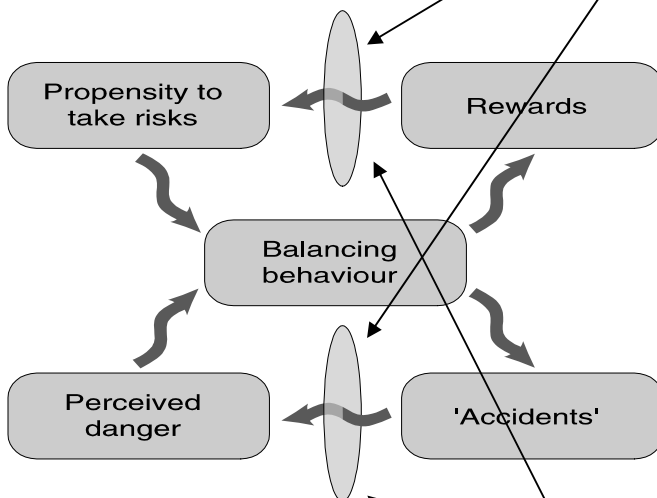 Propensity to
take risks
Rewards
Balancing
behaviour
Perceived
danger
'Accidents'